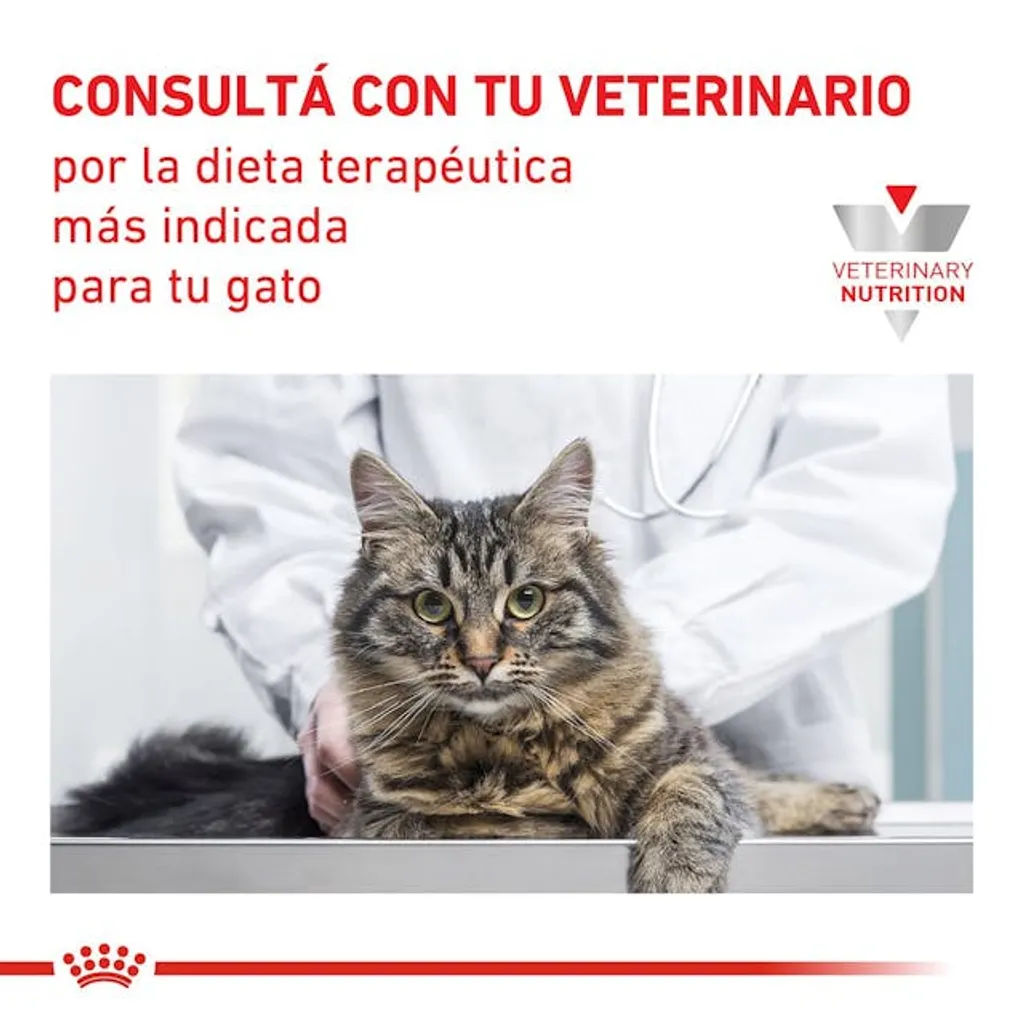 CONSULTÁ CON TU VETERINARIO
por la dieta terapéutica
más indicada
para tu gato
VETERINARY
NUTRITION